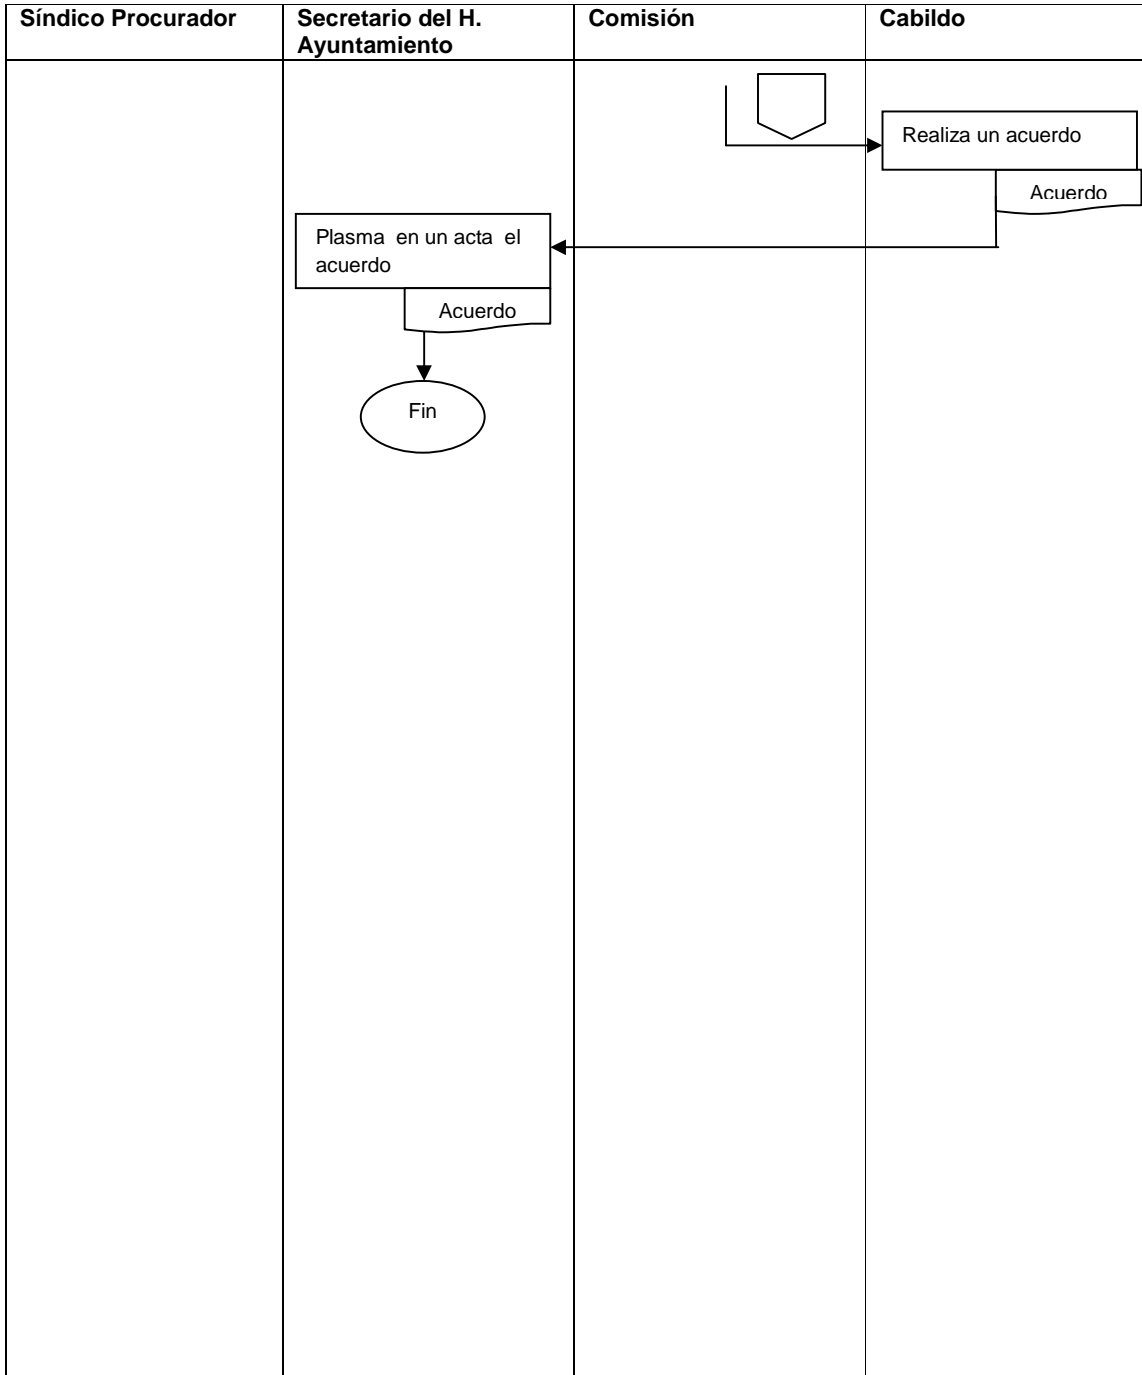 Síndico Procurador
Secretario del H.
Ayuntamiento
Comisión
Cabildo
Realiza un acuerdo
Acuerdo
Plasma en un acta el
acuerdo
Acuerdo
Fin